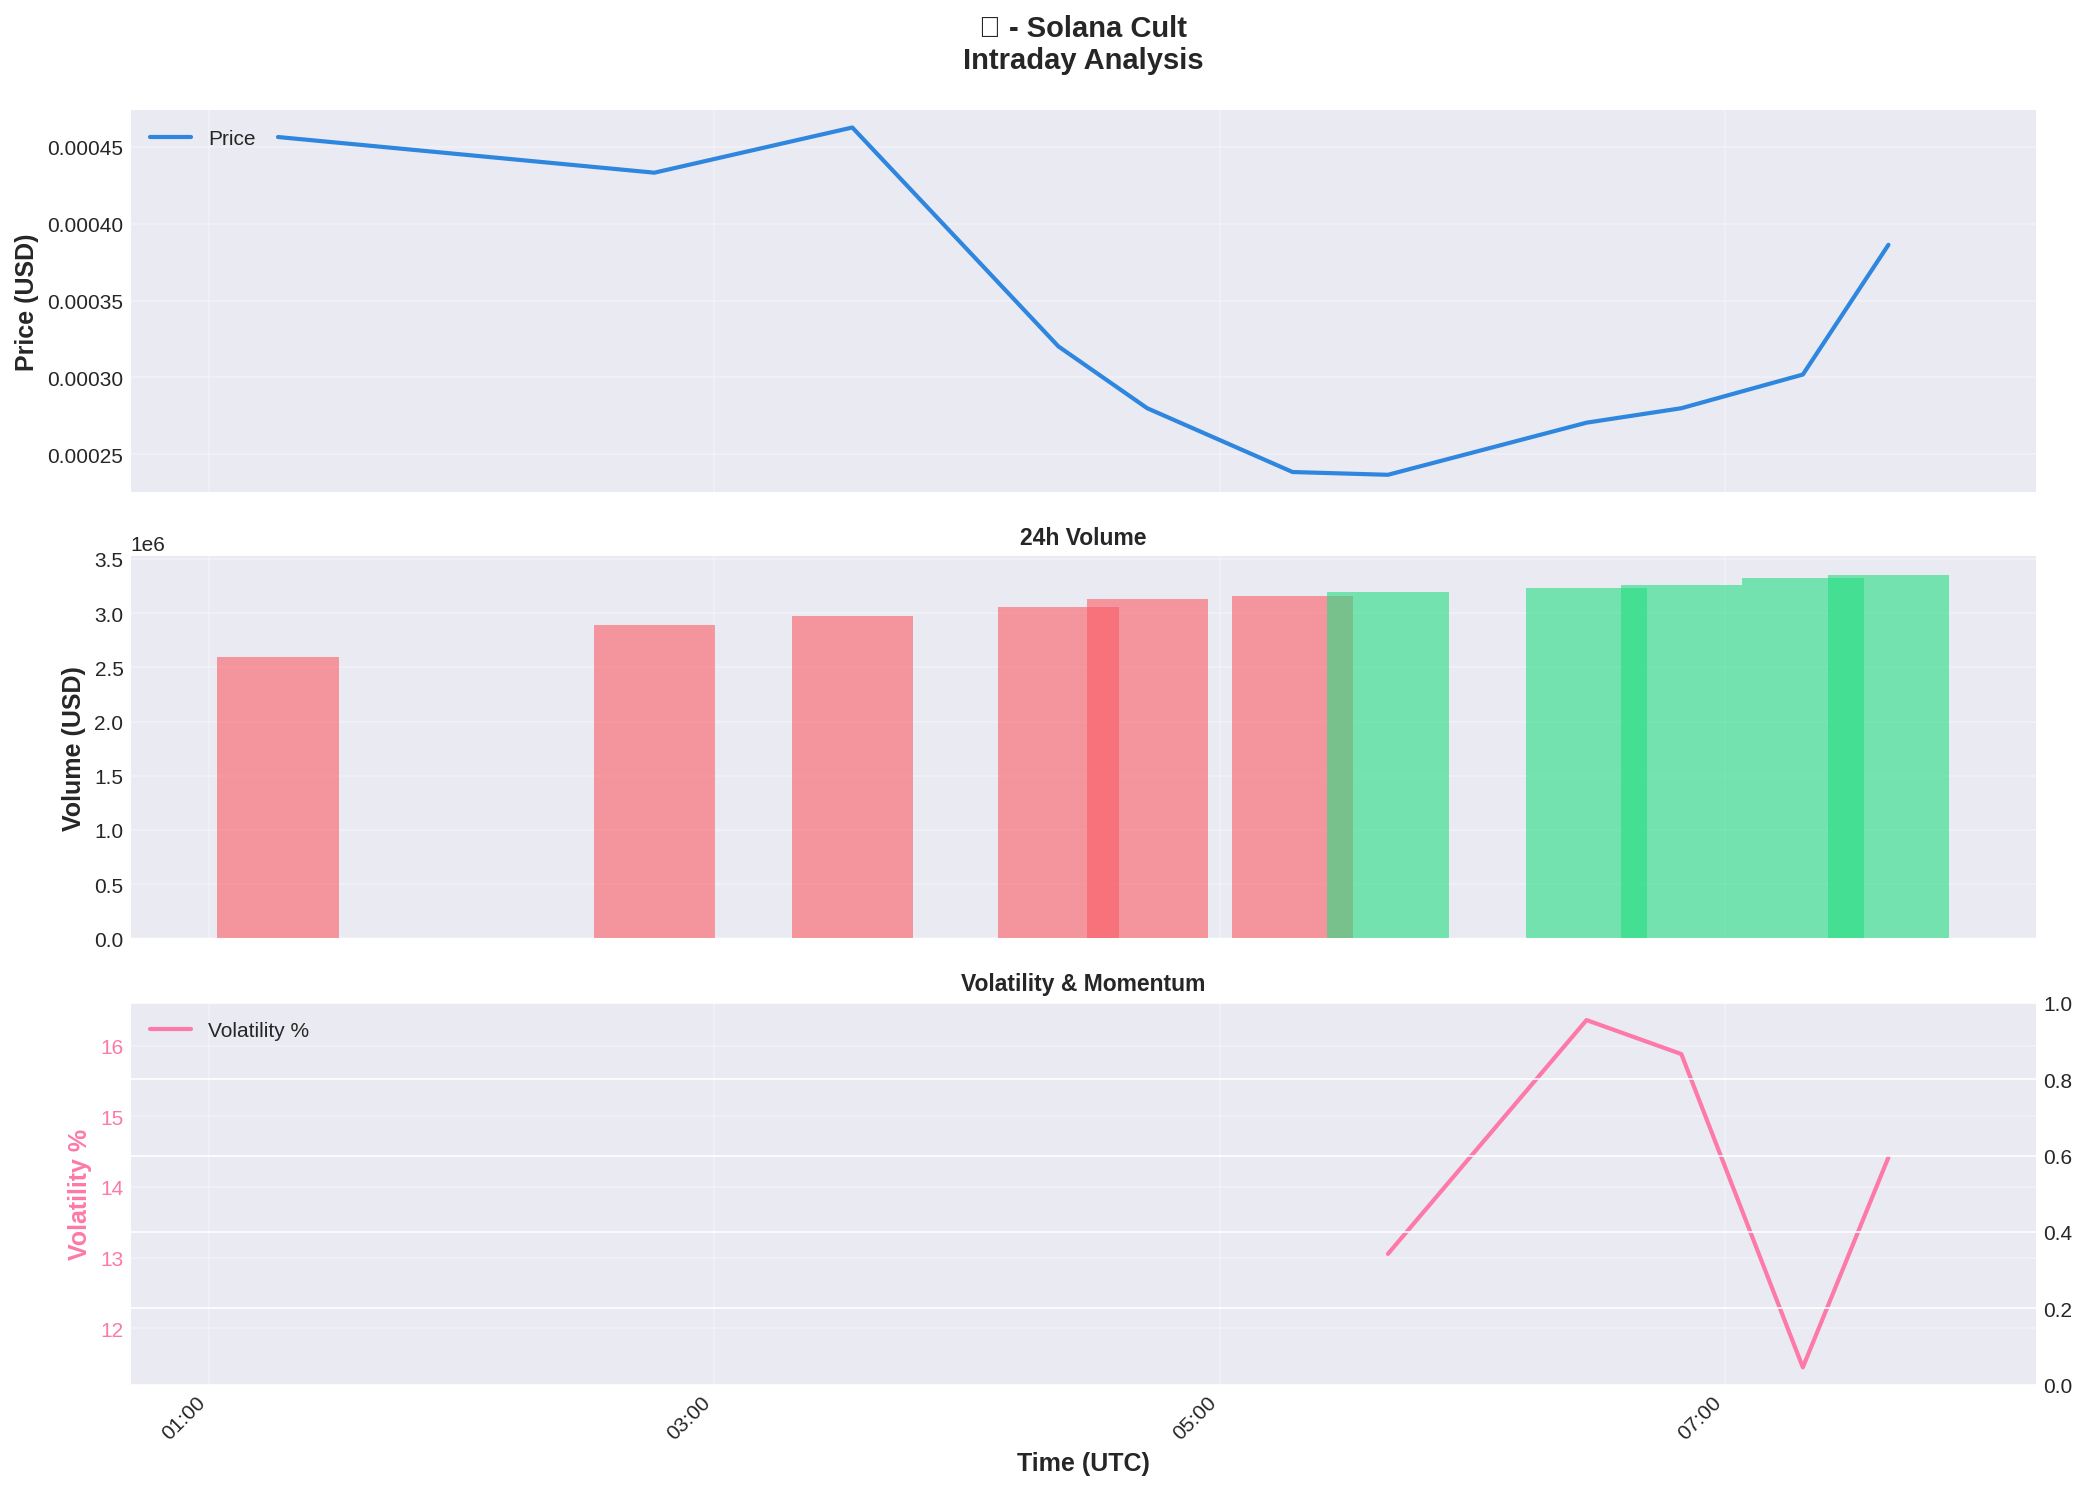 - Solana Cult
Intraday Analysis
Price
Price (USD)
0.00045
0.00040
0.00035
0.00030
0.00025
24h Volume
1e6
Volume (USD)
3.5
3.0
2.5
2.0
1.5
1.0
0.5
0.0
Volatility & Momentum
Volatility %
Volatility %
16
15
14
13
12
1.0
0.8
0.6
0.4
0.2
0.0
01:00
03:00
05:00
07:00
Time (UTC)